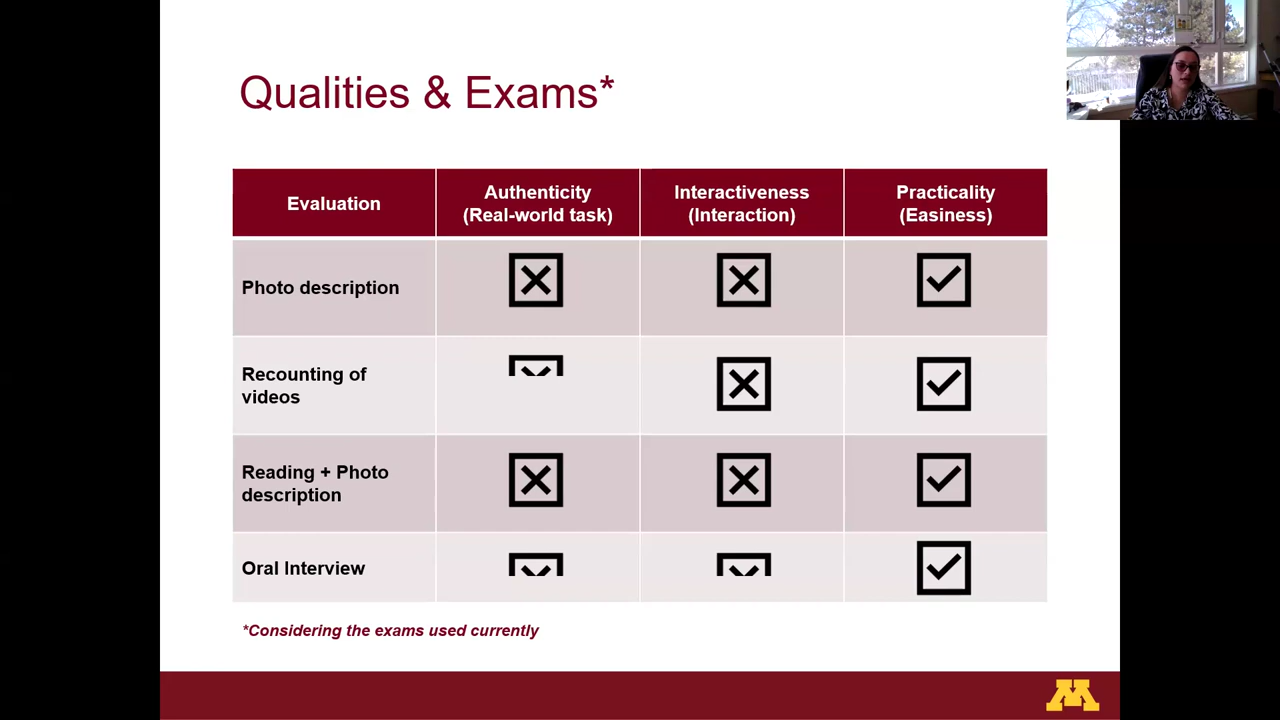 Qualities & Exams*
Evaluation
Authenticity
(Real-world task)
Interactiveness
(Interaction)
Practicality
(Easiness)
Photo description
Recounting of
videos
Reading + Photo
description
Oral Interview
*Considering the exams used currently
M